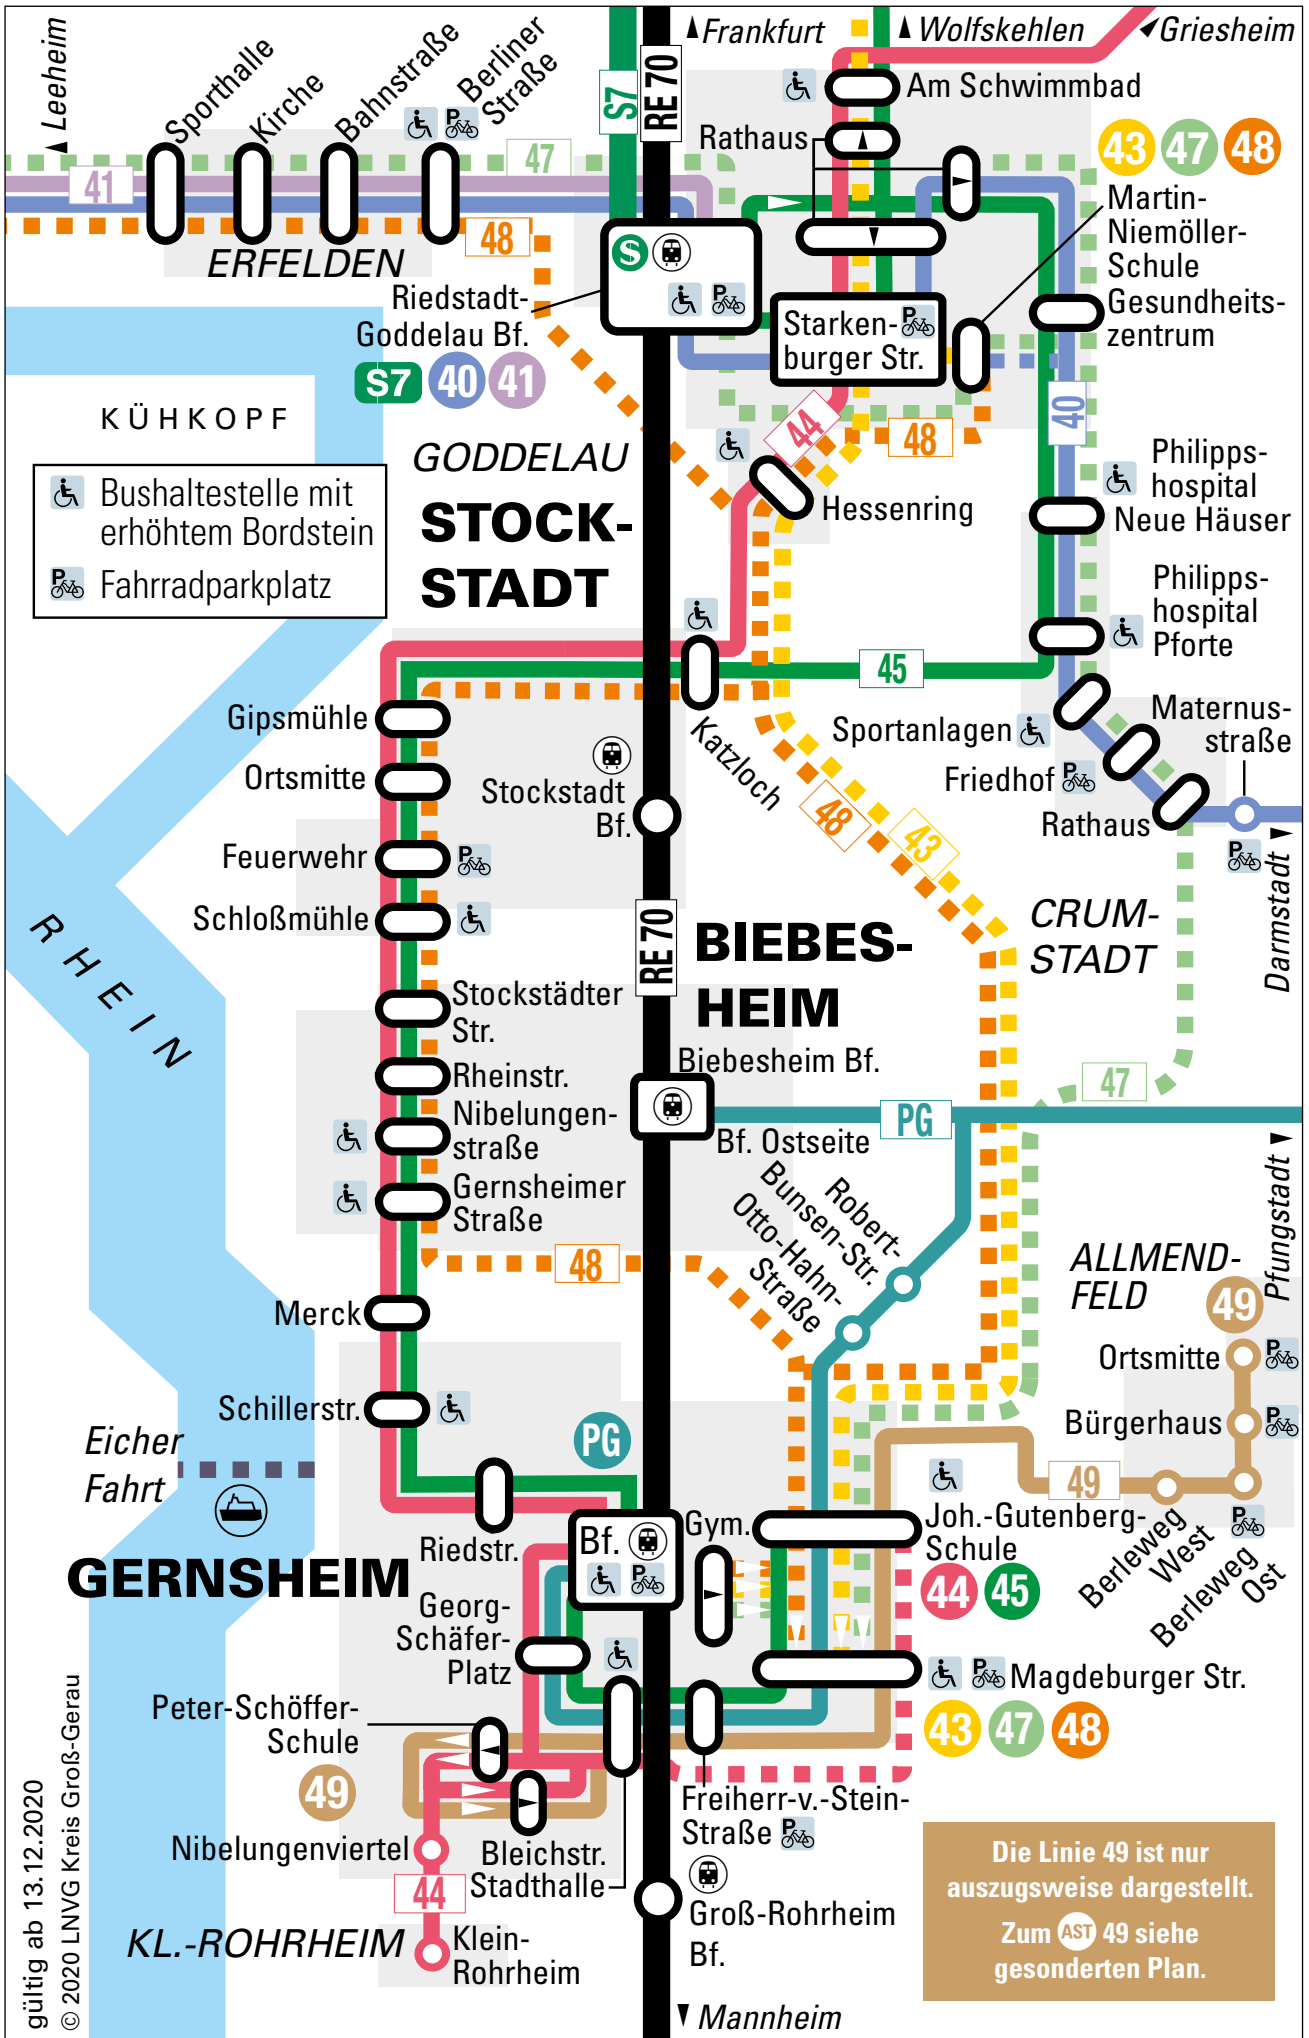 Leeheim
Sporthalle
Kirche
Bahnstraße
Berliner
Straße
S7
RE 70
Frankfurt
Wolfskehlen
Griesheim
Am Schwimmbad
Rathaus
43 47 48
Martin-
Niemöller-
Schule
47
41
48
ERFELDEN
S
Riedstadt-
Goddelau Bf.
S7 40 41
Starken-
burger Str.
P
Gesundheits-
zentrum
40
44
48
KÜHKOPF
GODDELAU
STOCK-
STADT
Bushaltestelle mit
erhöhtem Bordstein
P Fahrradparkplatz
Hessenring
Philipps-
hospital
Neue Häuser
Philipps-
hospital
Pforte
45
Gipsmühle
Ortsmitte
Feuerwehr
Schloßmühle
Katzloch
Stockstadt
Bf.
Sportanlagen
Friedhof
Rathaus
Maternus-
straße
Darmstadt
48
43
RHEIN
RE 70
BIEBES-
HEIM
CRUM-
STADT
Stockstädter
Str.
Rheinstr.
Nibelungen-
straße
Gernsheimer
Straße
Biebesheim Bf.
Bf. Ostseite
PG
47
Robert-
Bunsen-Str.
Otto-Hahn-
Straße
Pfungstadt
ALLMEND-
FELD
49
48
Merck
Schillerstr.
Ortsmitte
Bürgerhaus
Eicher
Fahrt
PG
49
Berleweg
West
Berleweg
Ost
Riedstr.
Bf.
Gym.
Joh.-Gutenberg-
Schule
44 45
GERNSHEIM
Georg-
Schäfer-
Platz
Magdeburger Str.
43 47 48
Peter-Schöffer-
Schule
49
Freiherr-v.-Stein-
Straße
Nibelungenviertel
Bleichstr.
Stadthalle
44
Groß-Rohrheim
Bf.
KL.-ROHRHEIM
Klein-
Rohrheim
Mannheim
Die Linie 49 ist nur
auszugsweise dargestellt.
Zum AST 49 siehe
gesonderten Plan.
gültig ab 13.12.2020
© 2020 LNVG Kreis Groß-Gerau